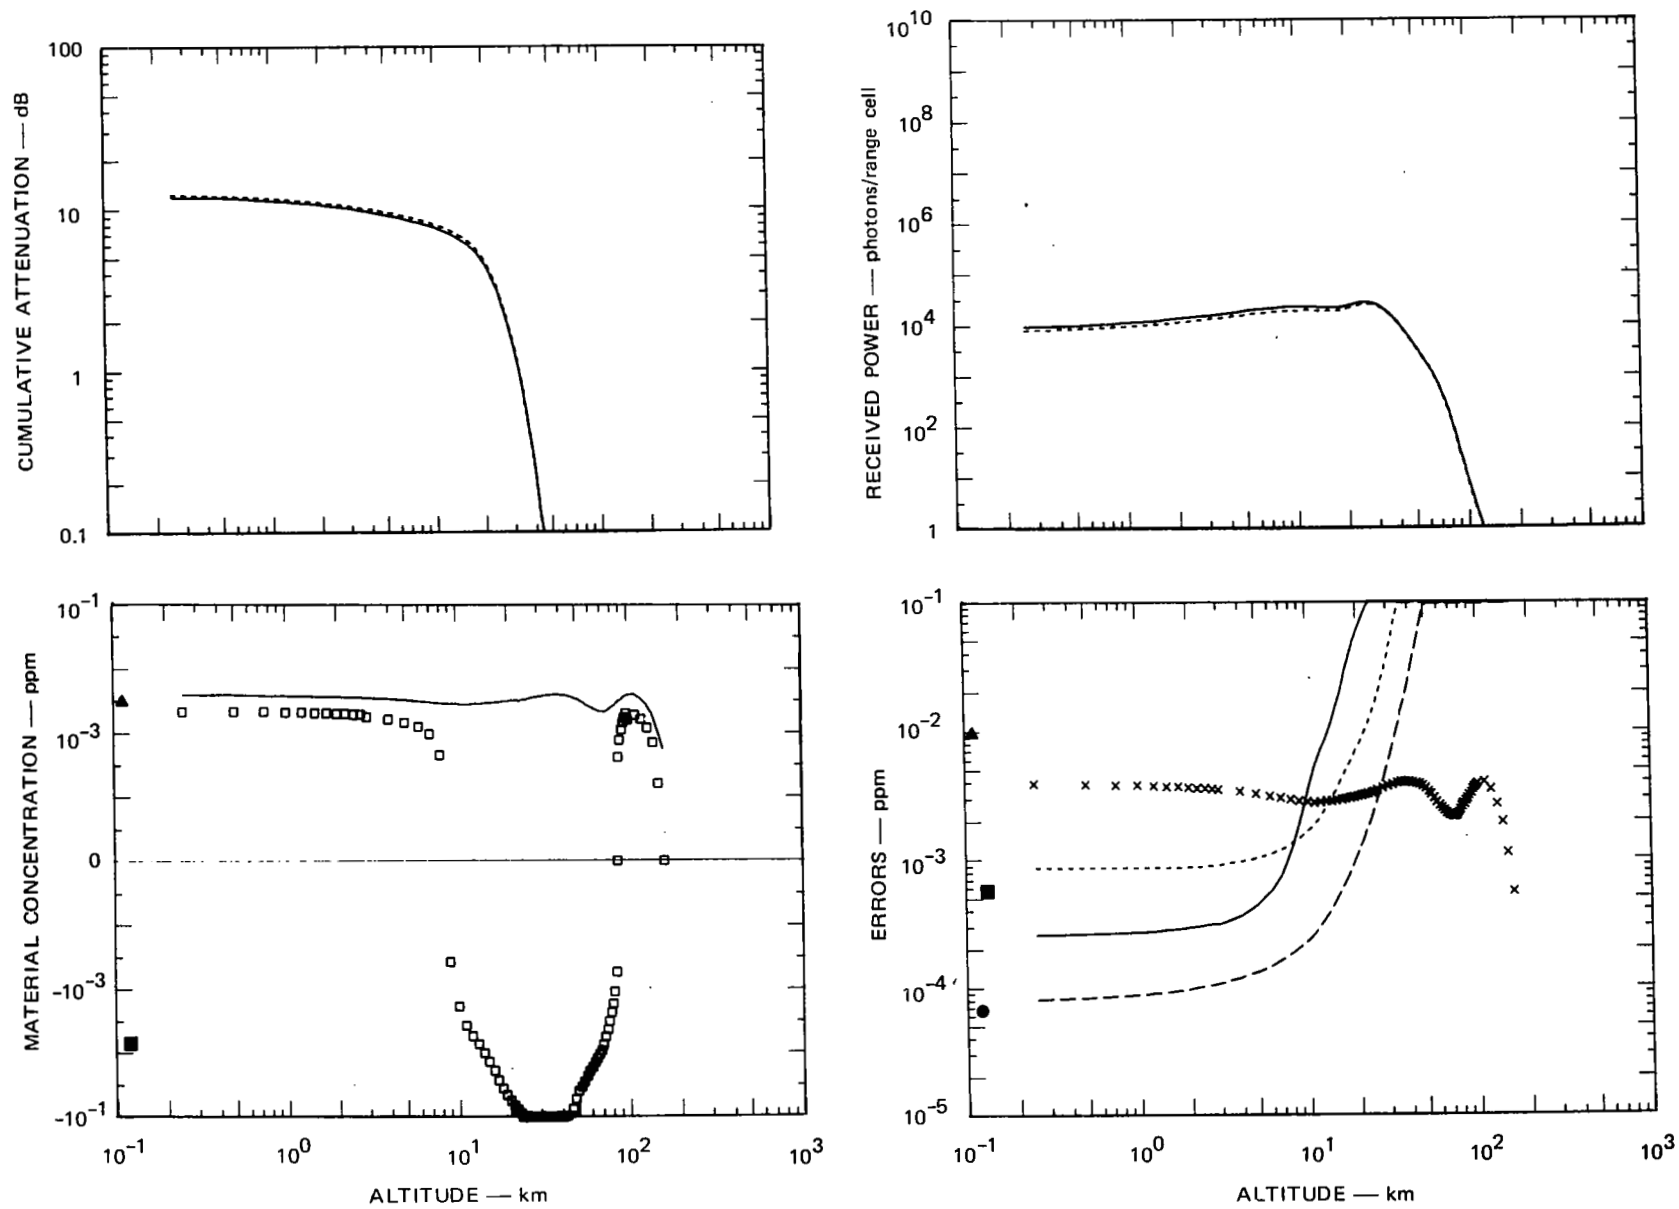 100
10
1
0.1
CUMULATIVE ATTENUATION — dB
10^10
10^8
10^6
10^4
10^2
1
RECEIVED POWER — photons/range cell
10^-1
10^-3
0
-10^-3
-10^-1
MATERIAL CONCENTRATION — ppm
10^-1 10^0 10^1 10^2 10^3
ALTITUDE — km
10^-1
10^-2
10^-3
10^-4
10^-5
ERRORS — ppm
10^-1 10^0 10^1 10^2 10^3
ALTITUDE — km